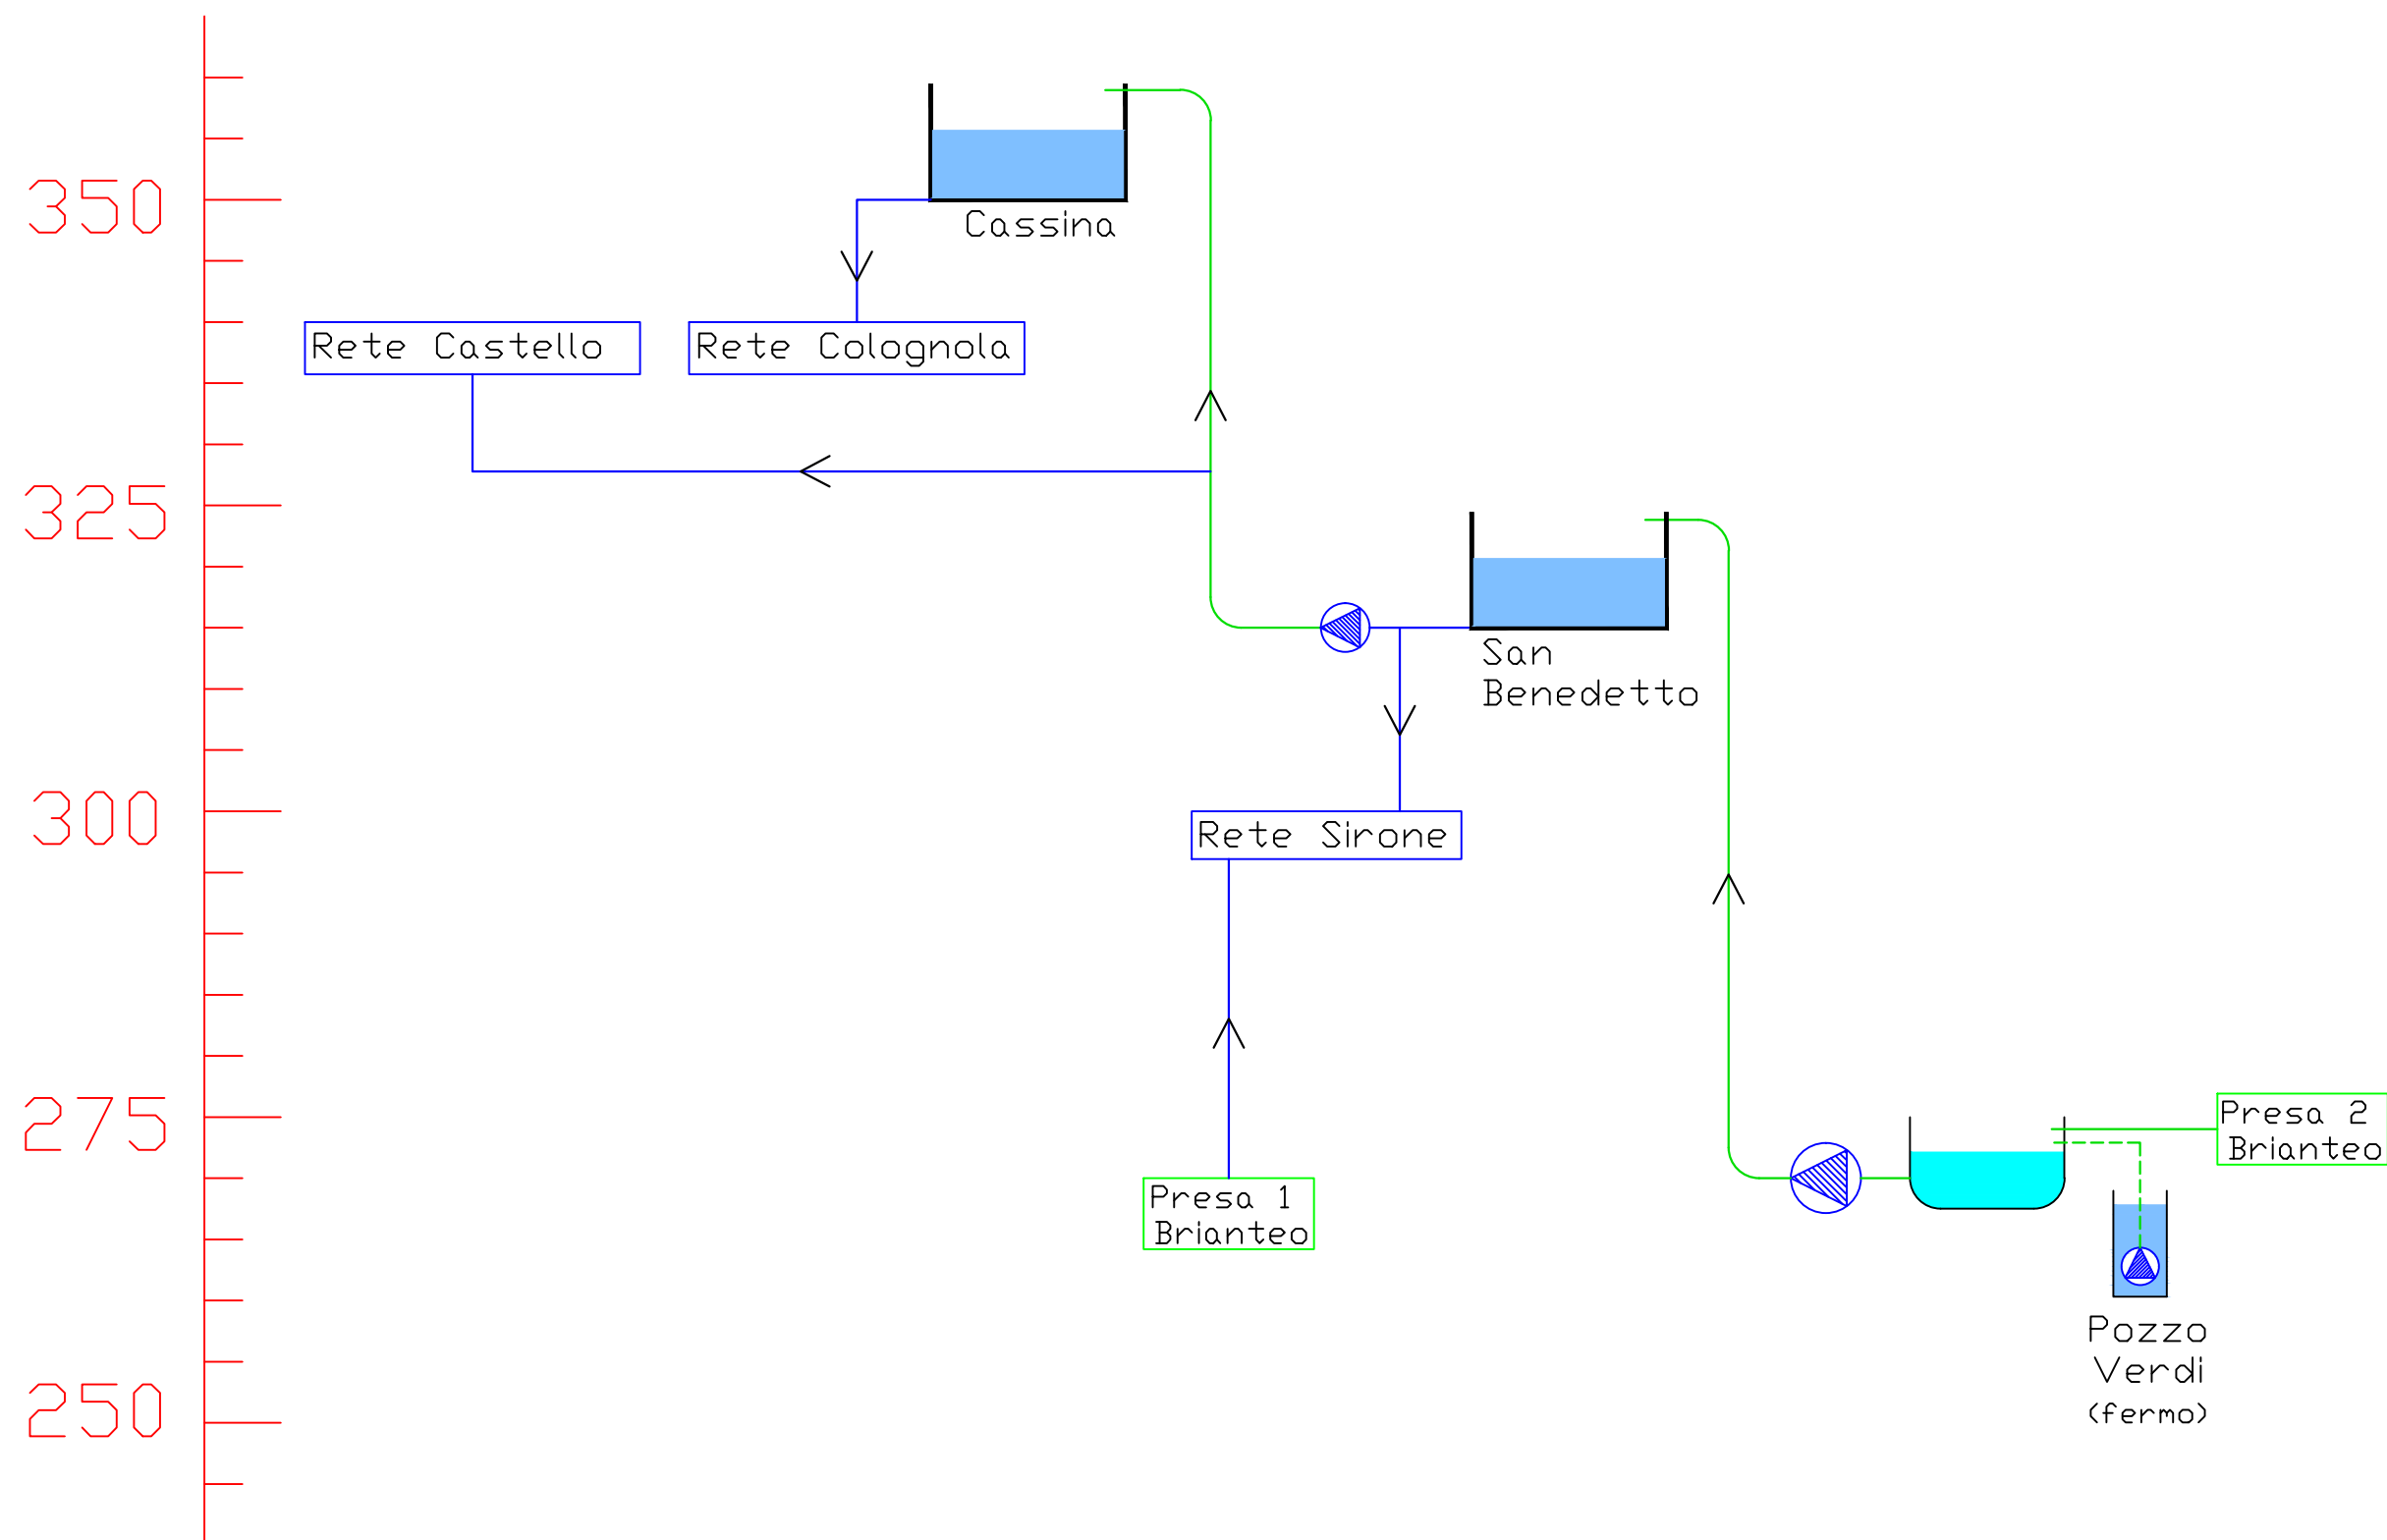 350
Cassina
Rete Castello
Rete Colognola
325
San
Benedetto
300
Rete Sirone
275
Presa 2
Brianteo
Presa 1
Brianteo
Pozzo
Verdi
(fermo)
250